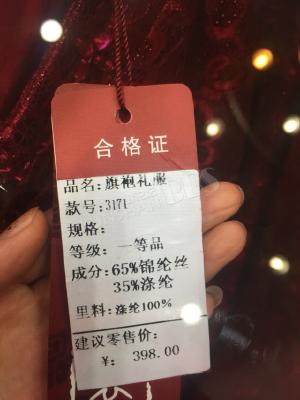 合格证
品名：旗袍礼服
款号：3171
规格：
等级： 一等品
成分：65%锦纶丝
35%涤纶
里料：涤纶100%
建议零售价：
¥： 398.00